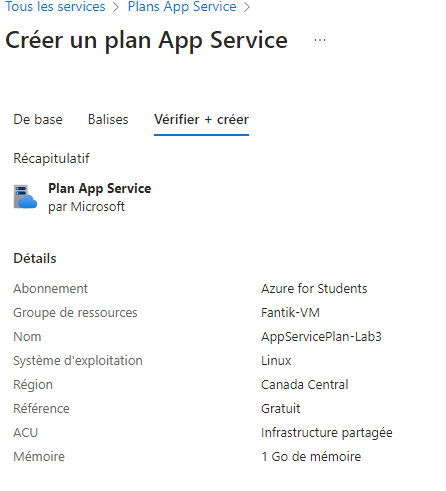 Tous les services > Plans App Service >
Créer un plan App Service ...
De base Balises Vérifier + créer
Récapitulatif
Plan App Service
par Microsoft
Détails
Abonnement Azure for Students
Groupe de ressources Fantik-VM
Nom AppServicePlan-Lab3
Système d'exploitation Linux
Région Canada Central
Référence Gratuit
ACU Infrastructure partagée
Mémoire 1 Go de mémoire